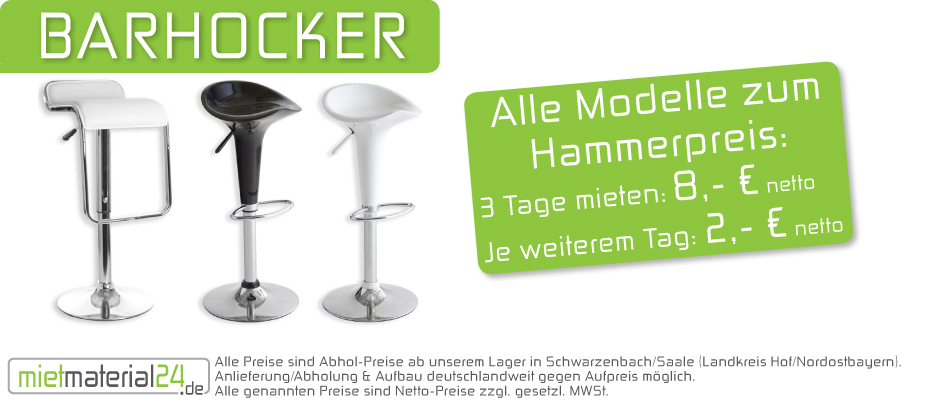 BARHOCKER
Alle Modelle zum
Hammerpreis:
3 Tage mieten: 8,- € netto
Je weiterem Tag: 2,- € netto
mietmaterial24.de
Alle Preise sind Abhol-Preise ab unserem Lager in Schwarzenbach/Saale (Landkreis Hof/Nordostbayern).
Anlieferung/Abholung & Aufbau deutschlandweit gegen Aufpreis möglich.
Alle genannten Preise sind Netto-Preise zzgl. gesetzl. MWSt.